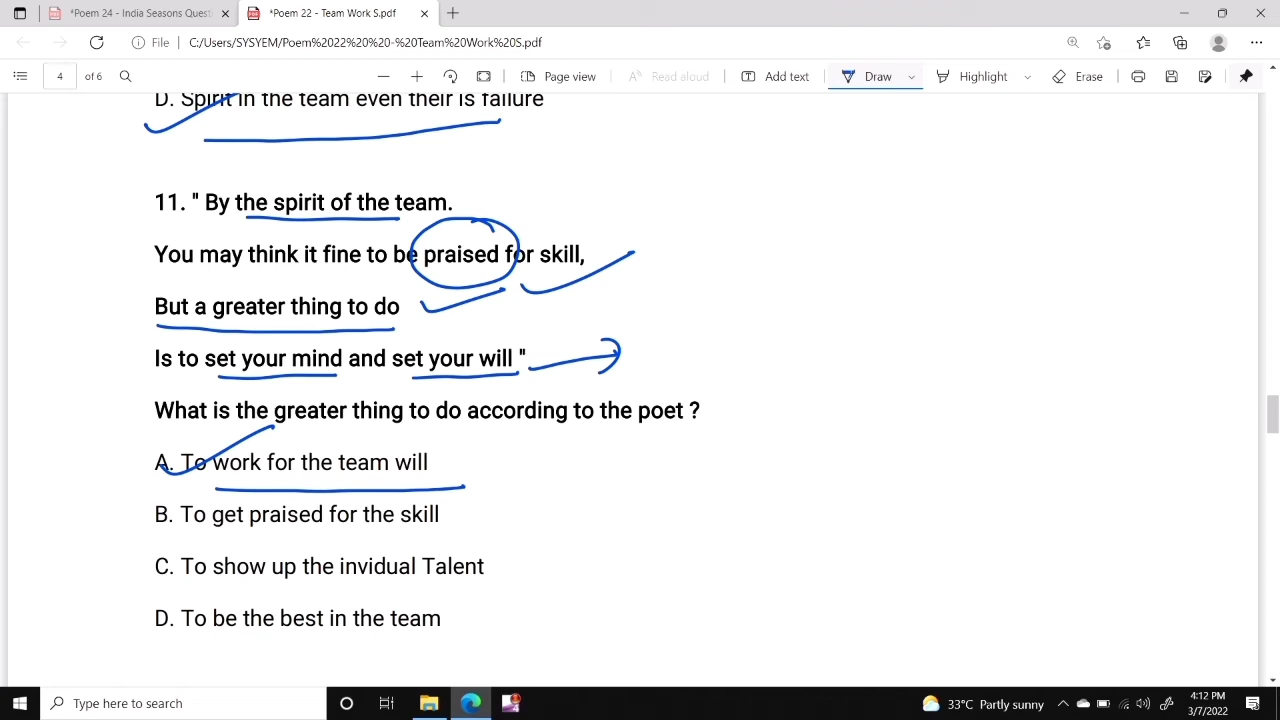 *Poem 24 - India Seasons Quest
*Poem 22 - Team Work S.pdf
File
C:/Users/SYSYEM/Poem%2022%20%20-%20Team%20Work%20S.pdf
4 of 6
Page view
Read aloud
Add text
Draw
Highlight
Erase
D. Spirit in the team even their is failure
11. " By the spirit of the team.
You may think it fine to be praised for skill,
But a greater thing to do
Is to set your mind and set your will "
What is the greater thing to do according to the poet ?
A. To work for the team will
B. To get praised for the skill
C. To show up the invidual Talent
D. To be the best in the team
Type here to search
33°C Partly sunny
4:12 PM
3/7/2022